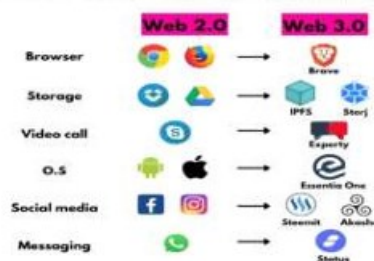 Web 2.0 Web 3.0
Browser
Brave
Storage
IPFS Storj
Video call
Experty
O.S
Essentia One
Social media
Steemit Akasha
Messaging
Status